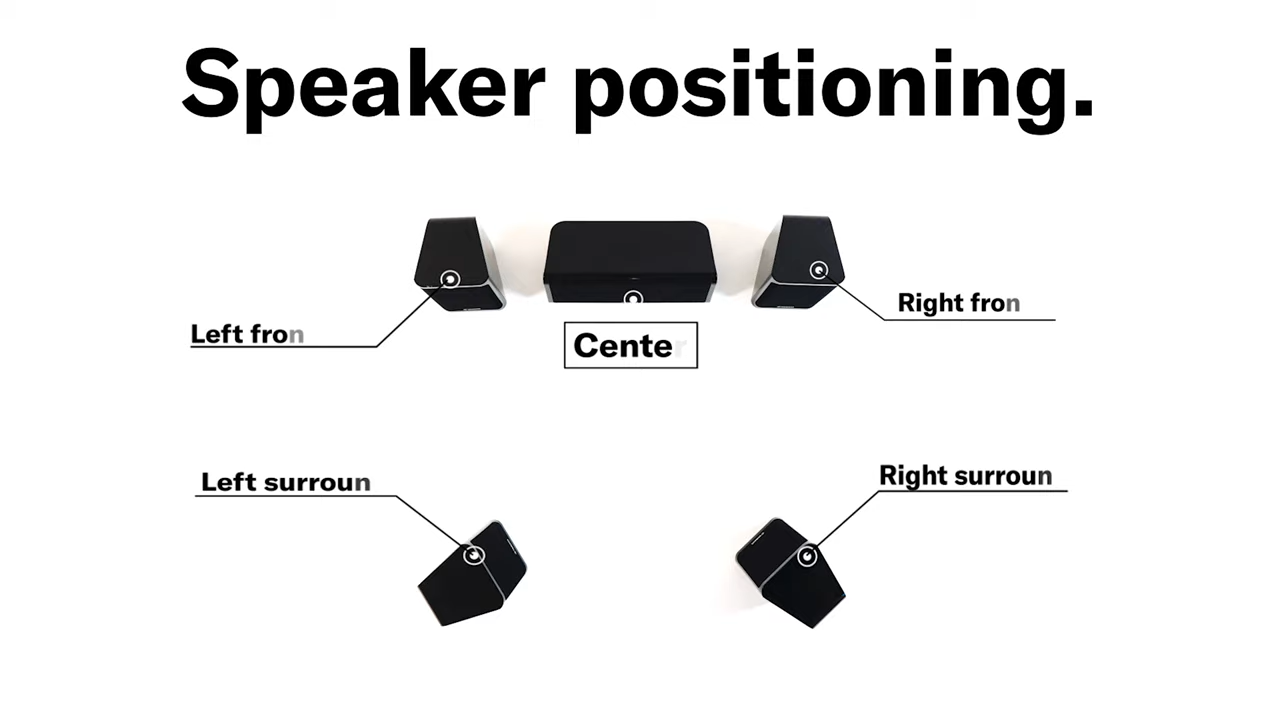 Speaker positioning.
Right fron
Left fron
Cente
Left surroun
Right surroun